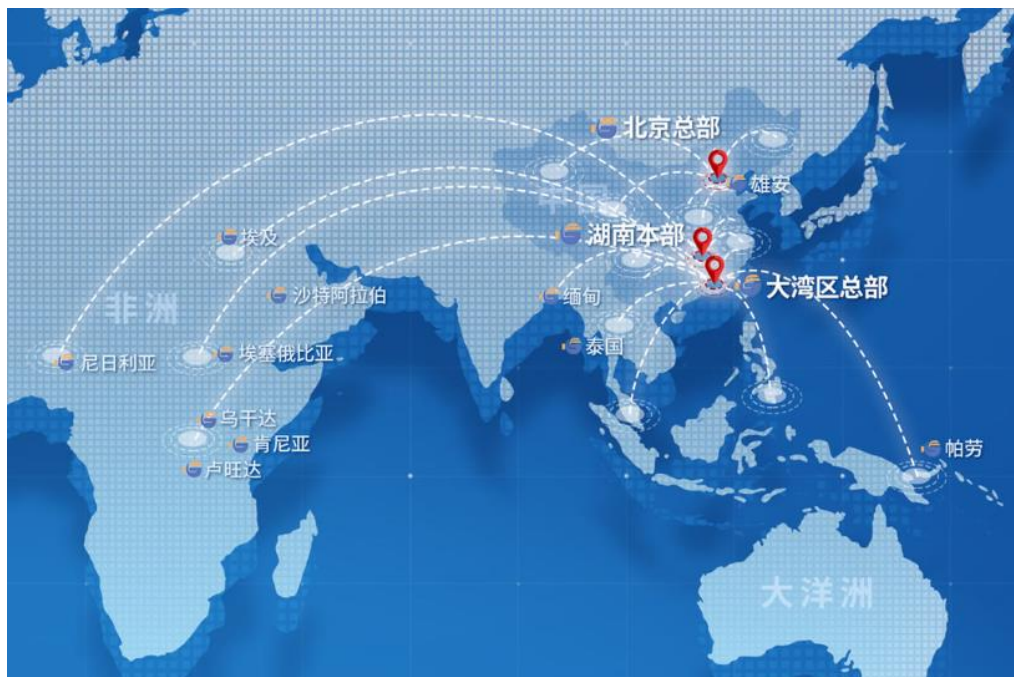 北京总部
雄安
湖南本部
埃及
大湾区总部
沙特阿拉伯
缅甸
非洲
泰国
埃塞俄比亚
尼日利亚
乌干达
肯尼亚
帕劳
卢旺达
大洋洲